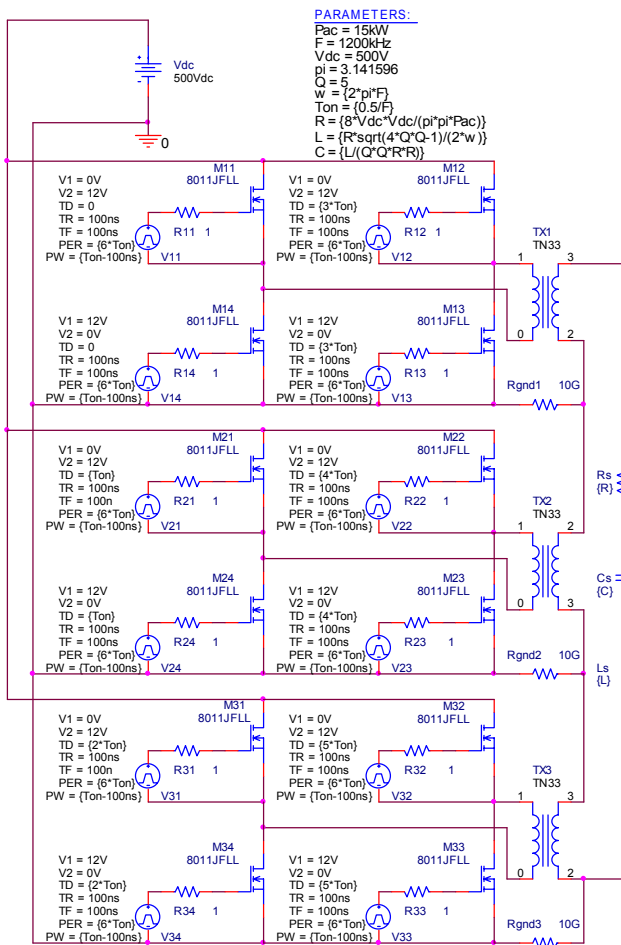 PARAMETERS:
Pac = 15kW
F = 1200kHz
Vdc = 500V
pi = 3.141596
Q = 5
w = {2*pi*F}
Ton = {0.5/F}
R = {8*Vdc*Vdc/(pi*pi*Pac)}
L = {R*sqrt(4*Q*Q-1)/(2*w)}
C = {L/(Q*Q*R*R)}
Vdc
500Vdc
0
M11
8011JFLL
V1 = 0V
V2 = 12V
TD = 0
TR = 100ns
TF = 100ns
PER = {6*Ton}
PW = {Ton-100ns}
R11 1
V11
M12
8011JFLL
V1 = 0V
V2 = 12V
TD = {3*Ton}
TR = 100ns
TF = 100ns
PER = {6*Ton}
PW = {Ton-100ns}
R12 1
V12
TX1
TN33
1 3
0 2
M14
8011JFLL
V1 = 12V
V2 = 0V
TD = 0
TR = 100ns
TF = 100ns
PER = {6*Ton}
PW = {Ton-100ns}
R14 1
V14
M13
8011JFLL
V1 = 12V
V2 = 0V
TD = {3*Ton}
TR = 100ns
TF = 100ns
PER = {6*Ton}
PW = {Ton-100ns}
R13 1
V13
Rgnd1 10G
M21
8011JFLL
V1 = 0V
V2 = 12V
TD = {Ton}
TR = 100ns
TF = 100n
PER = {6*Ton}
PW = {Ton-100ns}
R21 1
V21
M22
8011JFLL
V1 = 0V
V2 = 12V
TD = {4*Ton}
TR = 100ns
TF = 100ns
PER = {6*Ton}
PW = {Ton-100ns}
R22 1
V22
Rs
{R}
TX2
TN33
1 2
0 3
Cs
{C}
M24
8011JFLL
V1 = 12V
V2 = 0V
TD = {Ton}
TR = 100ns
TF = 100ns
PER = {6*Ton}
PW = {Ton-100ns}
R24 1
V24
M23
8011JFLL
V1 = 12V
V2 = 0V
TD = {4*Ton}
TR = 100ns
TF = 100ns
PER = {6*Ton}
PW = {Ton-100ns}
R23 1
V23
Rgnd2 10G
Ls
{L}
M31
8011JFLL
V1 = 0V
V2 = 12V
TD = {2*Ton}
TR = 100ns
TF = 100n
PER = {6*Ton}
PW = {Ton-100ns}
R31 1
V31
M32
8011JFLL
V1 = 0V
V2 = 12V
TD = {5*Ton}
TR = 100ns
TF = 100ns
PER = {6*Ton}
PW = {Ton-100ns}
R32 1
V32
TX3
TN33
1 3
0 2
M34
8011JFLL
V1 = 12V
V2 = 0V
TD = {2*Ton}
TR = 100ns
TF = 100ns
PER = {6*Ton}
PW = {Ton-100ns}
R34 1
V34
M33
8011JFLL
V1 = 12V
V2 = 0V
TD = {5*Ton}
TR = 100ns
TF = 100ns
PER = {6*Ton}
PW = {Ton-100ns}
R33 1
V33
Rgnd3 10G